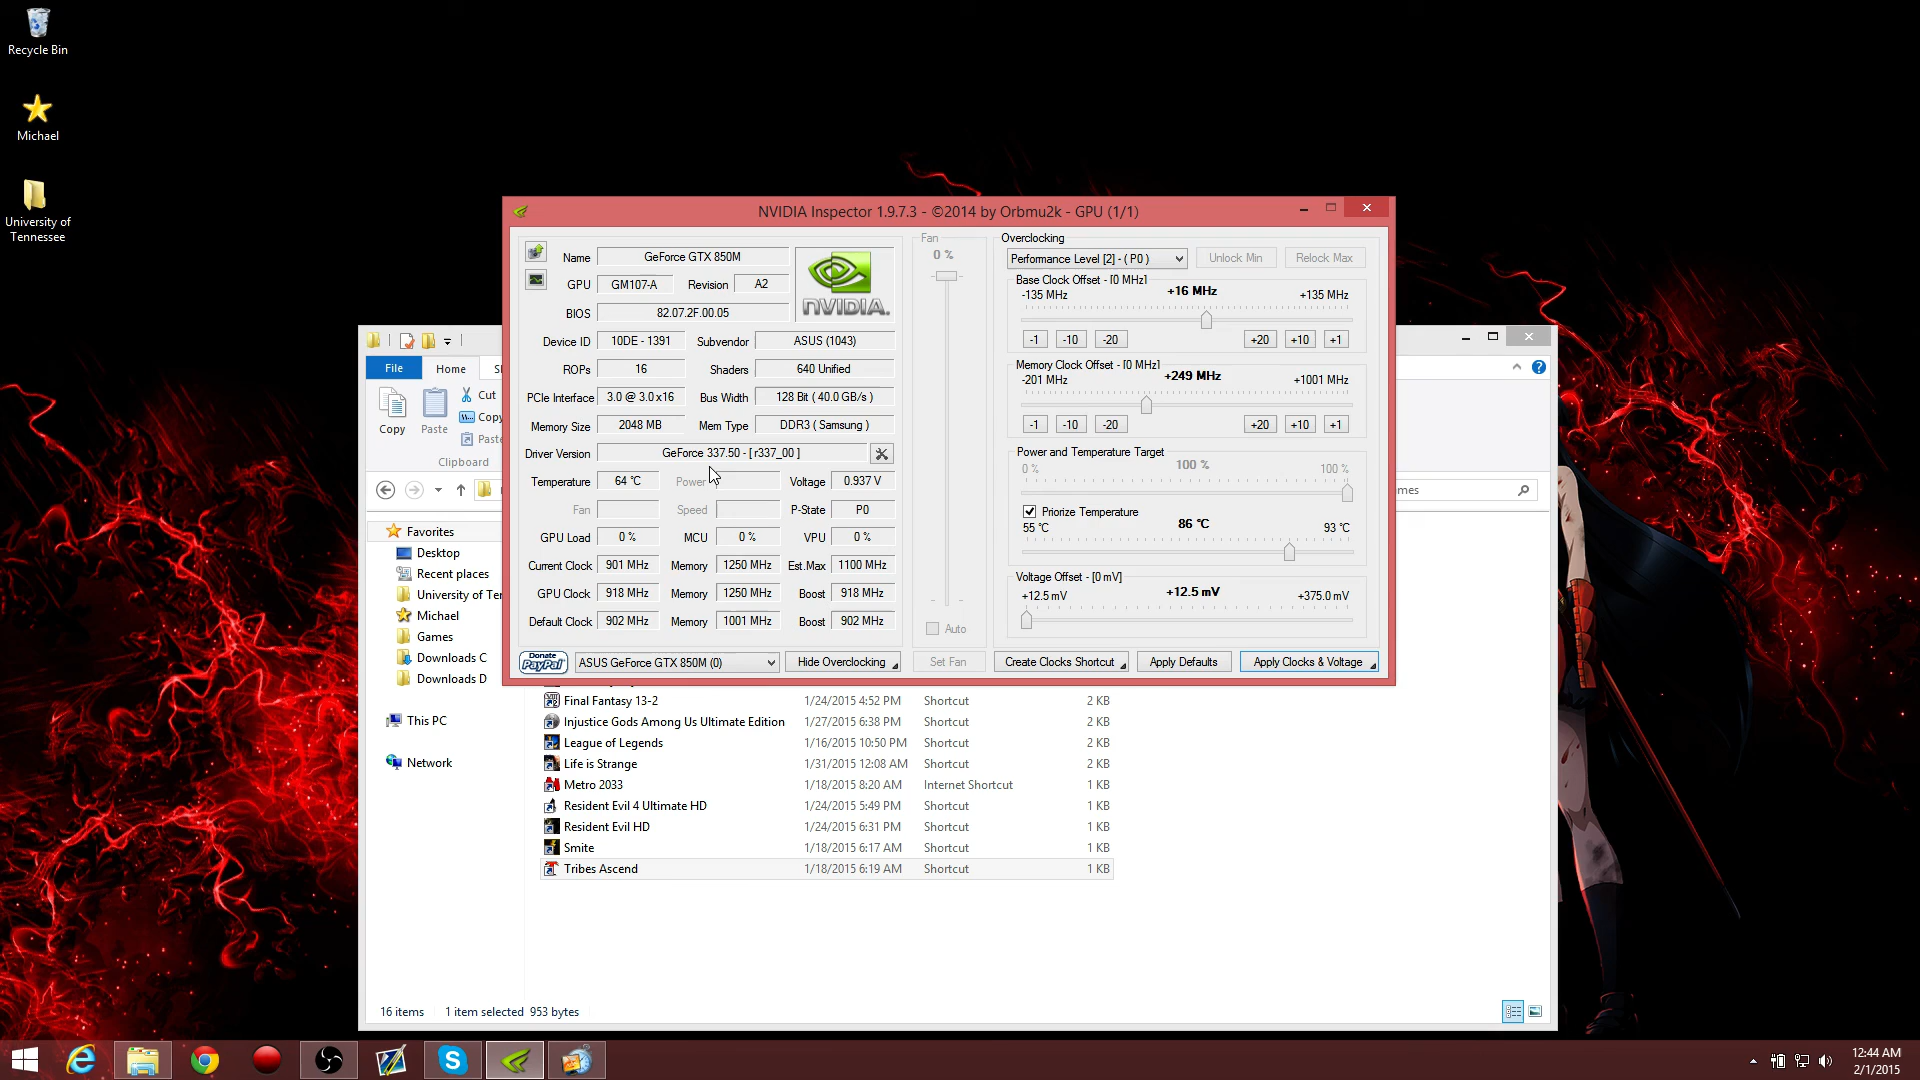 Recycle Bin
Michael
University of
Tennessee
NVIDIA Inspector 1.9.7.3 - ©2014 by Orbmu2k - GPU (1/1)
Name GeForce GTX 850M
GPU GM107-A Revision A2
BIOS 82.07.2F.00.05
NVIDIA.
Device ID 10DE - 1391 Subvendor ASUS (1043)
ROPs 16 Shaders 640 Unified
PCIe Interface 3.0 @ 3.0 x16 Bus Width 128 Bit ( 40.0 GB/s )
Memory Size 2048 MB Mem Type DDR3 ( Samsung )
Driver Version GeForce 337.50 - [ r337_00 ]
Temperature 64 °C Power Voltage 0.937 V
Fan Speed P-State P0
GPU Load 0 % MCU 0 % VPU 0 %
Current Clock 901 MHz Memory 1250 MHz Est.Max 1100 MHz
GPU Clock 918 MHz Memory 1250 MHz Boost 918 MHz
Default Clock 902 MHz Memory 1001 MHz Boost 902 MHz
Donate PayPal ASUS GeForce GTX 850M (0) Hide Overclocking
Fan
0 %
Auto
Set Fan
Overclocking
Performance Level [2] - ( P0 ) Unlock Min Relock Max
Base Clock Offset - [0 MHz]
-135 MHz +16 MHz +135 MHz
-1 -10 -20 +20 +10 +1
Memory Clock Offset - [0 MHz]
-201 MHz +249 MHz +1001 MHz
-1 -10 -20 +20 +10 +1
Power and Temperature Target
0 % 100 % 100 %
Priorize Temperature
55 °C 86 °C 93 °C
Voltage Offset - [0 mV]
+12.5 mV +12.5 mV +375.0 mV
Create Clocks Shortcut Apply Defaults Apply Clocks & Voltage
File Home
Copy Paste Cut
Copy
Paste
Clipboard
mes
Favorites
Desktop
Recent places
University of Te
Michael
Games
Downloads C
Downloads D
This PC
Network
Final Fantasy 13-2 1/24/2015 4:52 PM Shortcut 2 KB
Injustice Gods Among Us Ultimate Edition 1/27/2015 6:38 PM Shortcut 2 KB
League of Legends 1/16/2015 10:50 PM Shortcut 2 KB
Life is Strange 1/31/2015 12:08 AM Shortcut 2 KB
Metro 2033 1/18/2015 8:20 AM Internet Shortcut 1 KB
Resident Evil 4 Ultimate HD 1/24/2015 5:49 PM Shortcut 1 KB
Resident Evil HD 1/24/2015 6:31 PM Shortcut 1 KB
Smite 1/18/2015 6:17 AM Shortcut 1 KB
Tribes Ascend 1/18/2015 6:19 AM Shortcut 1 KB
16 items 1 item selected 953 bytes
12:44 AM
2/1/2015